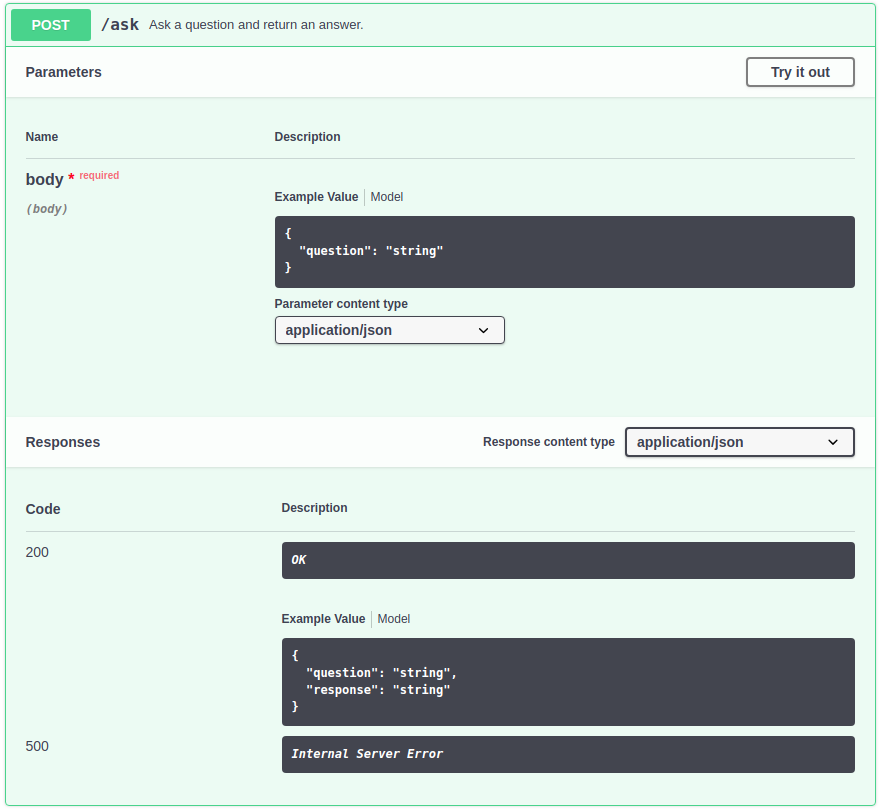 POST /ask Ask a question and return an answer.
Parameters
Try it out
Name Description
body * required
(body)
Example Value Model
{
"question": "string"
}
Parameter content type
application/json
Responses
Response content type application/json
Code Description
200
OK
Example Value Model
{
"question": "string",
"response": "string"
}
500
Internal Server Error